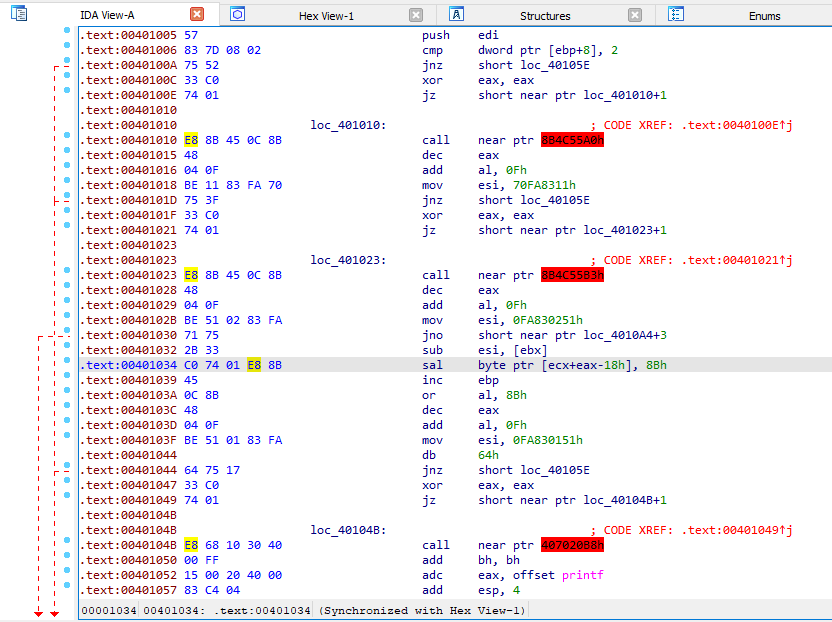 IDA View-A Hex View-1 Structures Enums
.text:00401005 57 push edi
.text:00401006 83 7D 08 02 cmp dword ptr [ebp+8], 2
.text:0040100A 75 52 jnz short loc_40105E
.text:0040100C 33 C0 xor eax, eax
.text:0040100E 74 01 jz short near ptr loc_401010+1
.text:00401010
.text:00401010 loc_401010: ; CODE XREF: .text:0040100E↑j
.text:00401010 E8 8B 45 0C 8B call near ptr 8B4C55A0h
.text:00401015 48 dec eax
.text:00401016 04 0F add al, 0Fh
.text:00401018 BE 11 83 FA 70 mov esi, 70FA8311h
.text:0040101D 75 3F jnz short loc_40105E
.text:0040101F 33 C0 xor eax, eax
.text:00401021 74 01 jz short near ptr loc_401023+1
.text:00401023
.text:00401023 loc_401023: ; CODE XREF: .text:00401021↑j
.text:00401023 E8 8B 45 0C 8B call near ptr 8B4C55B3h
.text:00401028 48 dec eax
.text:00401029 04 0F add al, 0Fh
.text:0040102B BE 51 02 83 FA mov esi, 0FA830251h
.text:00401030 71 75 jno short near ptr loc_4010A4+3
.text:00401032 2B 33 sub esi, [ebx]
.text:00401034 C0 74 01 E8 8B sal byte ptr [ecx+eax-18h], 8Bh
.text:00401039 45 inc ebp
.text:0040103A 0C 8B or al, 8Bh
.text:0040103C 48 dec eax
.text:0040103D 04 0F add al, 0Fh
.text:0040103F BE 51 01 83 FA mov esi, 0FA830151h
.text:00401044 db 64h
.text:00401044 64 75 17 jnz short loc_40105E
.text:00401047 33 C0 xor eax, eax
.text:00401049 74 01 jz short near ptr loc_40104B+1
.text:0040104B
.text:0040104B loc_40104B: ; CODE XREF: .text:00401049↑j
.text:0040104B E8 68 10 30 40 call near ptr 407020B8h
.text:00401050 00 FF add bh, bh
.text:00401052 15 00 20 40 00 adc eax, offset printf
.text:00401057 83 C4 04 add esp, 4
00001034 00401034: .text:00401034 (Synchronized with Hex View-1)